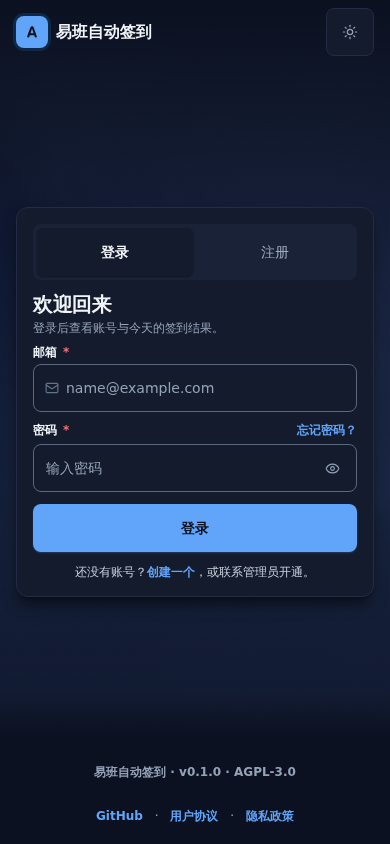 A 易班自动签到
登录 注册
欢迎回来
登录后查看账号与今天的签到结果。
邮箱 *
name@example.com
密码 * 忘记密码？
输入密码
登录
还没有账号？创建一个，或联系管理员开通。
易班自动签到 · v0.1.0 · AGPL-3.0
GitHub · 用户协议 · 隐私政策